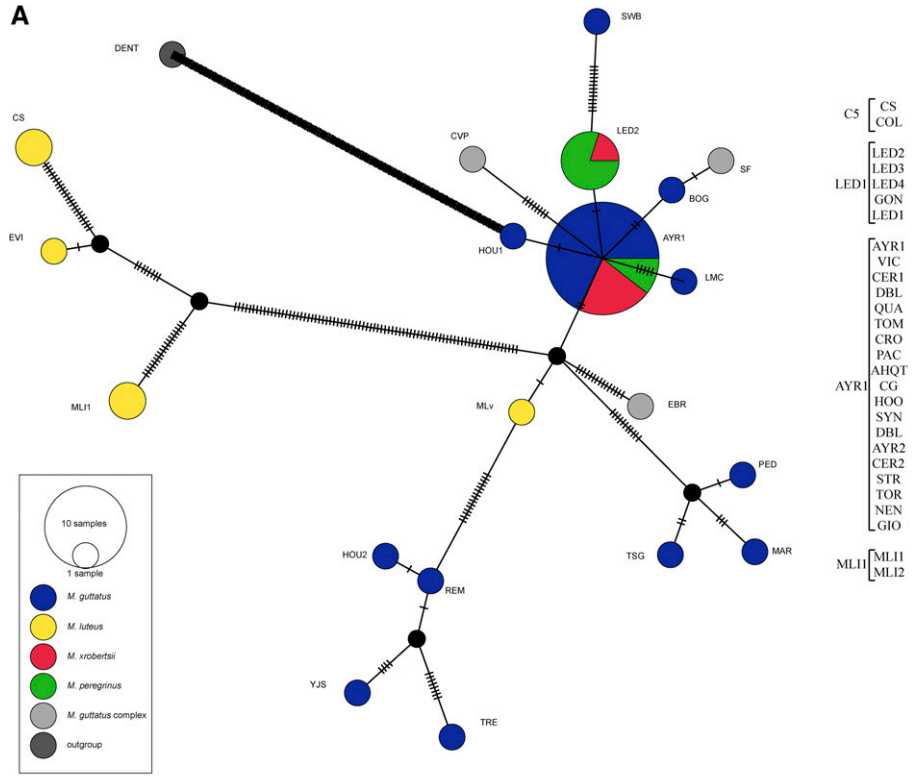 A
SWB
DENT
CS
LED2
CVP
SF
BOG
EVI
HOU1
AYR1
LMC
MLI1
MLv
EBR
PED
TSG
MAR
HOU2
REM
YJS
TRE
10 samples
1 sample
M. guttatus
M. luteus
M. xrobertsii
M. peregrinus
M. guttatus complex
outgroup
C5
CS
COL
LED1
LED2
LED3
LED4
GON
LED1
AYR1
AYR1
VIC
CER1
DBL
QUA
TOM
CRO
PAC
AHQT
CG
HOO
SYN
DBL
AYR2
CER2
STR
TOR
NEN
GIO
MLI1
MLI1
MLI2